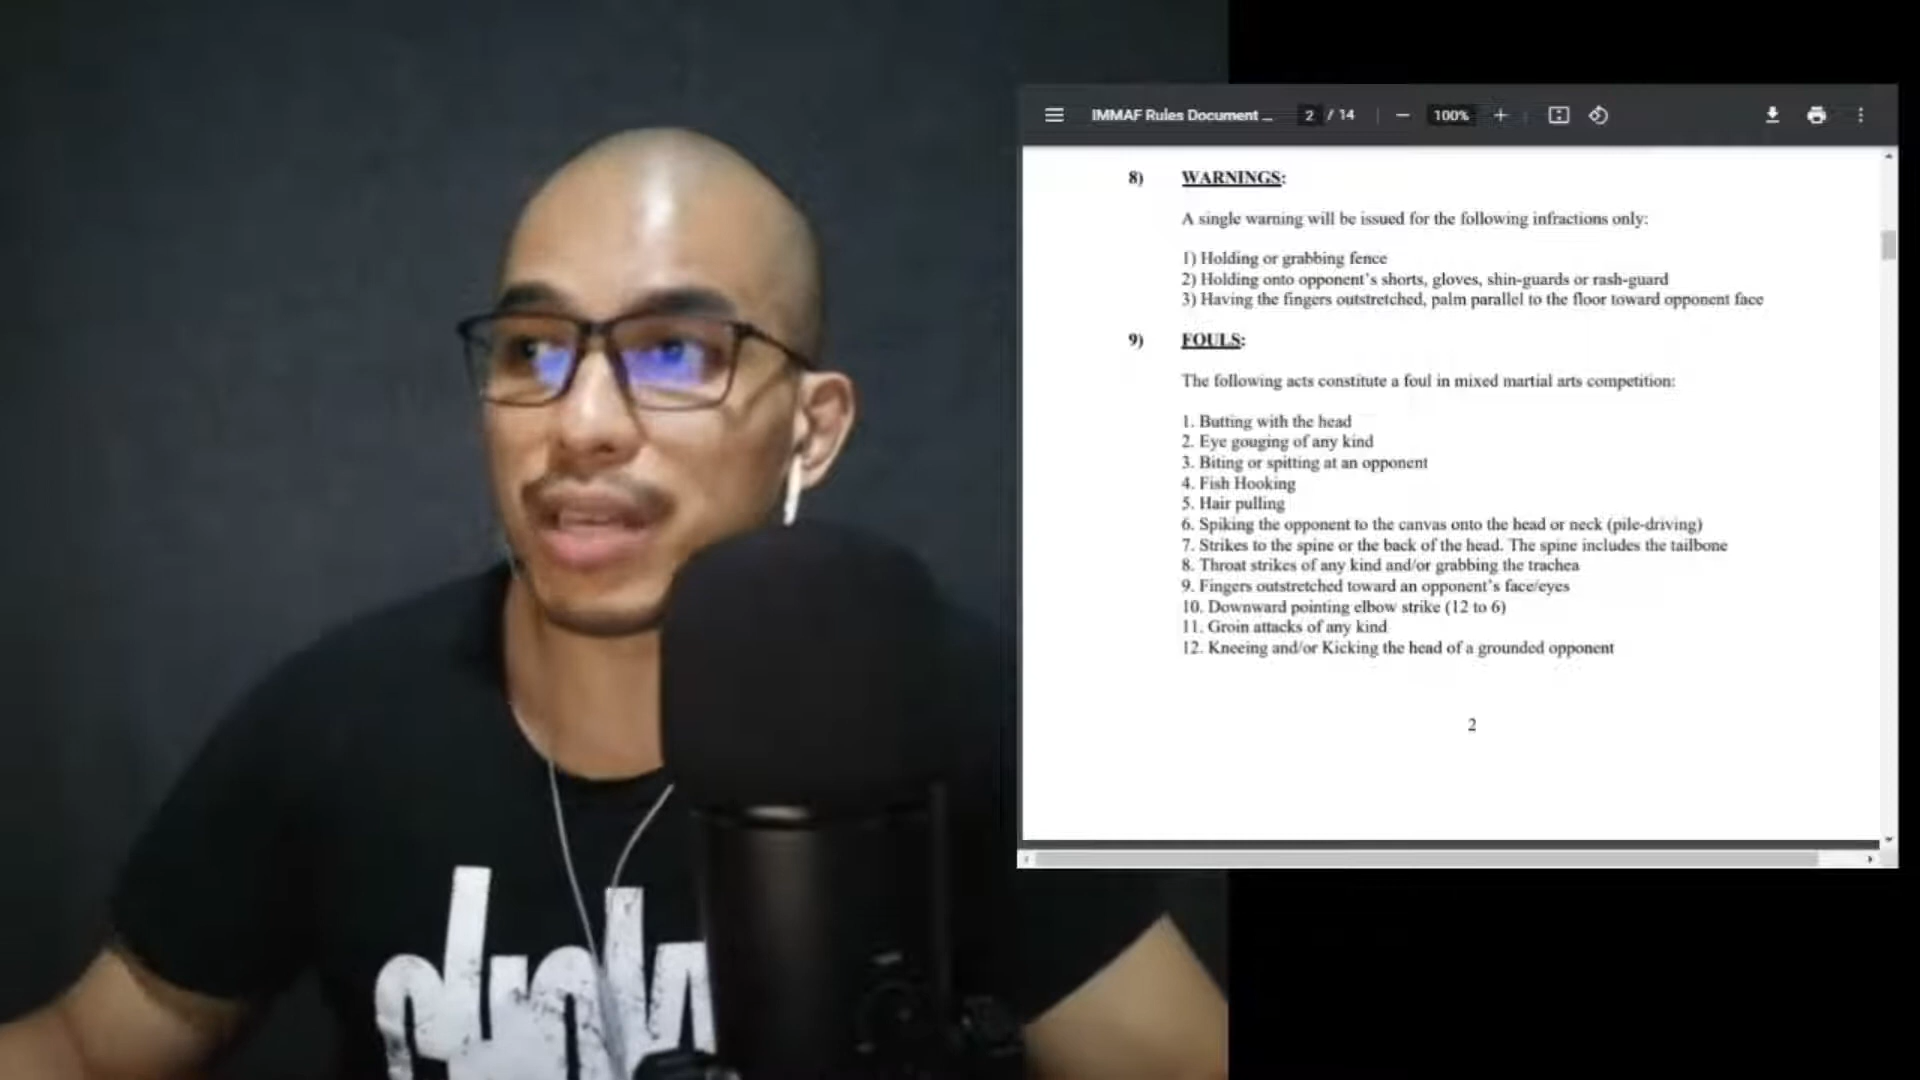 IMMAF Rules Document ...
2 / 14
100%
8) WARNINGS:
A single warning will be issued for the following infractions only:
1) Holding or grabbing fence
2) Holding onto opponent's shorts, gloves, shin-guards or rash-guard
3) Having the fingers outstretched, palm parallel to the floor toward opponent face
9) FOULS:
The following acts constitute a foul in mixed martial arts competition:
1. Butting with the head
2. Eye gouging of any kind
3. Biting or spitting at an opponent
4. Fish Hooking
5. Hair pulling
6. Spiking the opponent to the canvas onto the head or neck (pile-driving)
7. Strikes to the spine or the back of the head. The spine includes the tailbone
8. Throat strikes of any kind and/or grabbing the trachea
9. Fingers outstretched toward an opponent's face/eyes
10. Downward pointing elbow strike (12 to 6)
11. Groin attacks of any kind
12. Kneeing and/or Kicking the head of a grounded opponent
2